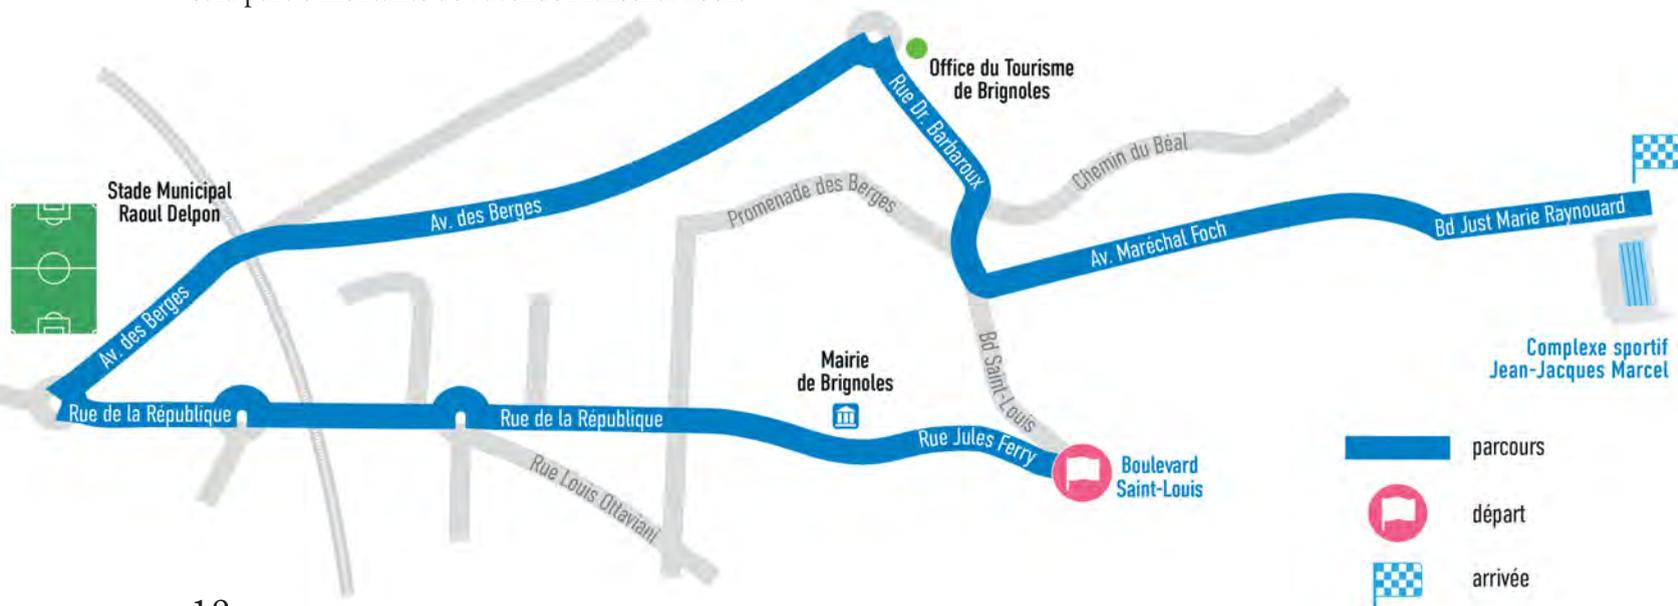 Office du Tourisme
de Brignoles
Rue Dr. Barbaroux
Chemin du Béal
Stade Municipal
Raoul Delpon
Av. des Berges
Promenade des Berges
Av. Maréchal Foch
Bd Just Marie Raynouard
Av. des Berges
Bd Saint-Louis
Complexe sportif
Jean-Jacques Marcel
Mairie
de Brignoles
Rue de la République
Rue de la République
Rue Jules Ferry
Boulevard
Saint-Louis
Rue Louis Ottaviani
parcours
départ
arrivée